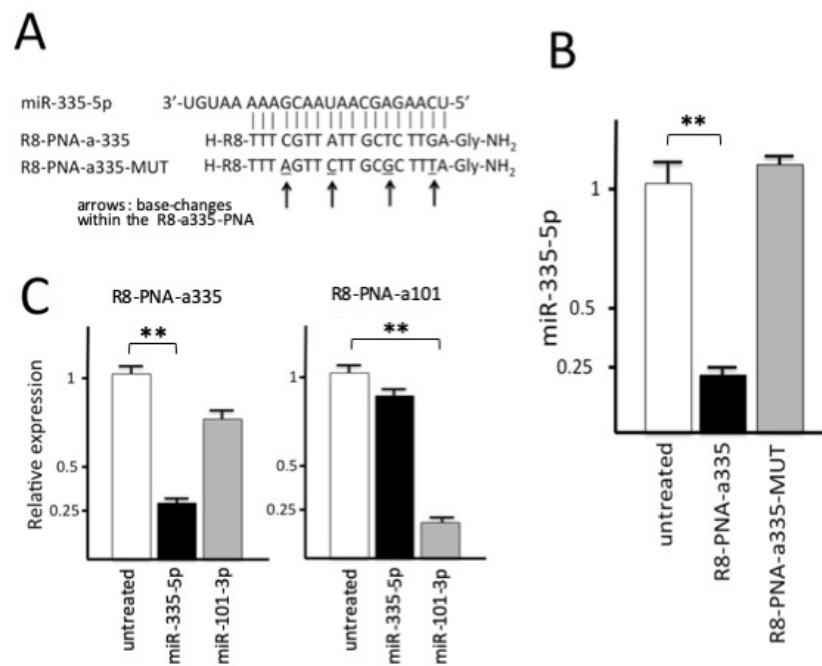 A
miR-335-5p 3'-UGUAA AAAGCAAUAACGAGAACU-5'
R8-PNA-a-335 H-R8-TTT CGTT ATT GCTCT TGA-Gly-NH2
R8-PNA-a335-MUT H-R8-TTT AGTT CTT GCGC TTTA-Gly-NH2
arrows: base-changes
within the R8-a335-PNA
B
miR-335-5p
1
0.5
0.25
**
untreated
R8-PNA-a335
R8-PNA-a335-MUT
C
R8-PNA-a335
Relative expression
1
0.5
0.25
**
untreated
miR-335-5p
miR-101-3p
R8-PNA-a101
1
0.5
0.25
**
untreated
miR-335-5p
miR-101-3p